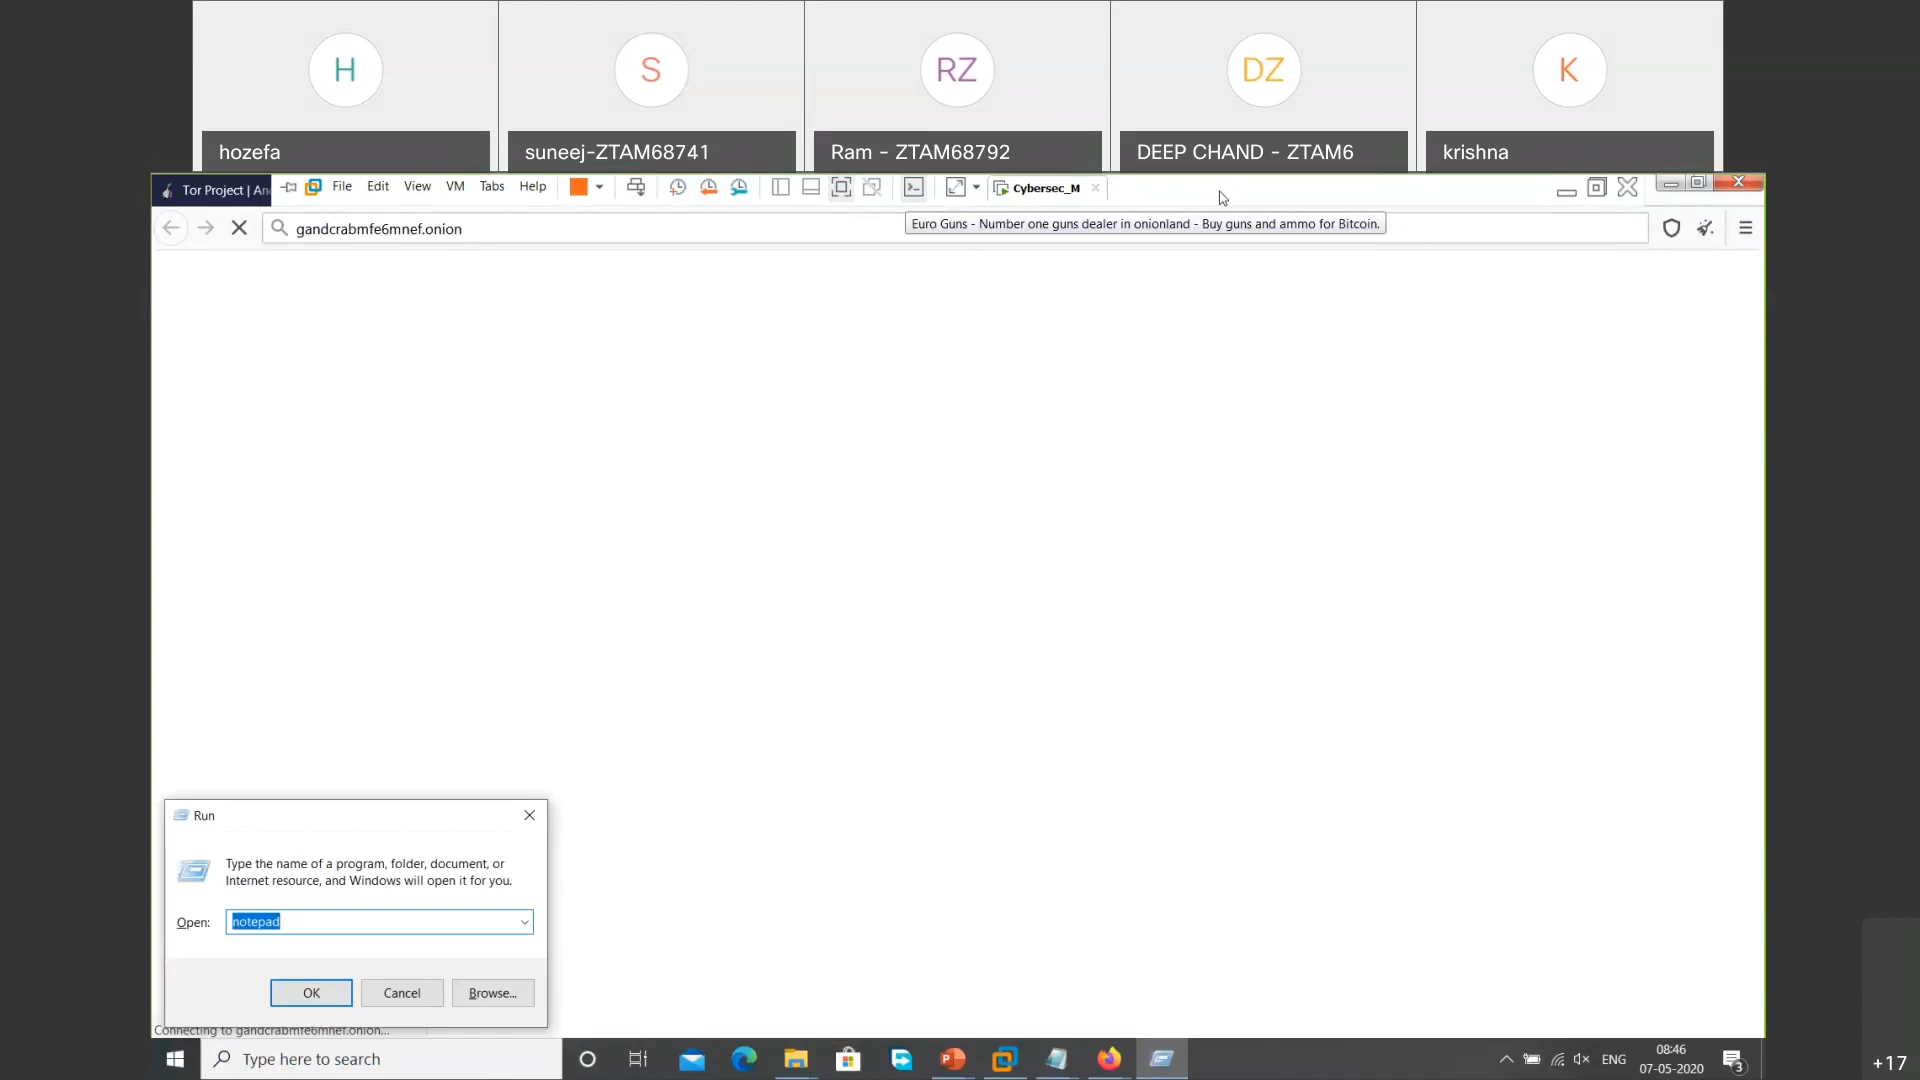 H
S
RZ
DZ
K
hozefa
suneej-ZTAM68741
Ram - ZTAM68792
DEEP CHAND - ZTAM6
krishna
Tor Project | An
File Edit View VM Tabs Help
Cybersec_M
gandcrabmfe6mnef.onion
Euro Guns - Number one guns dealer in onionland - Buy guns and ammo for Bitcoin.
Run
Type the name of a program, folder, document, or
Internet resource, and Windows will open it for you.
Open: notepad
OK Cancel Browse...
Connecting to gandcrabmfe6mnef.onion...
Type here to search
ENG
08:46
07-05-2020
3
+17